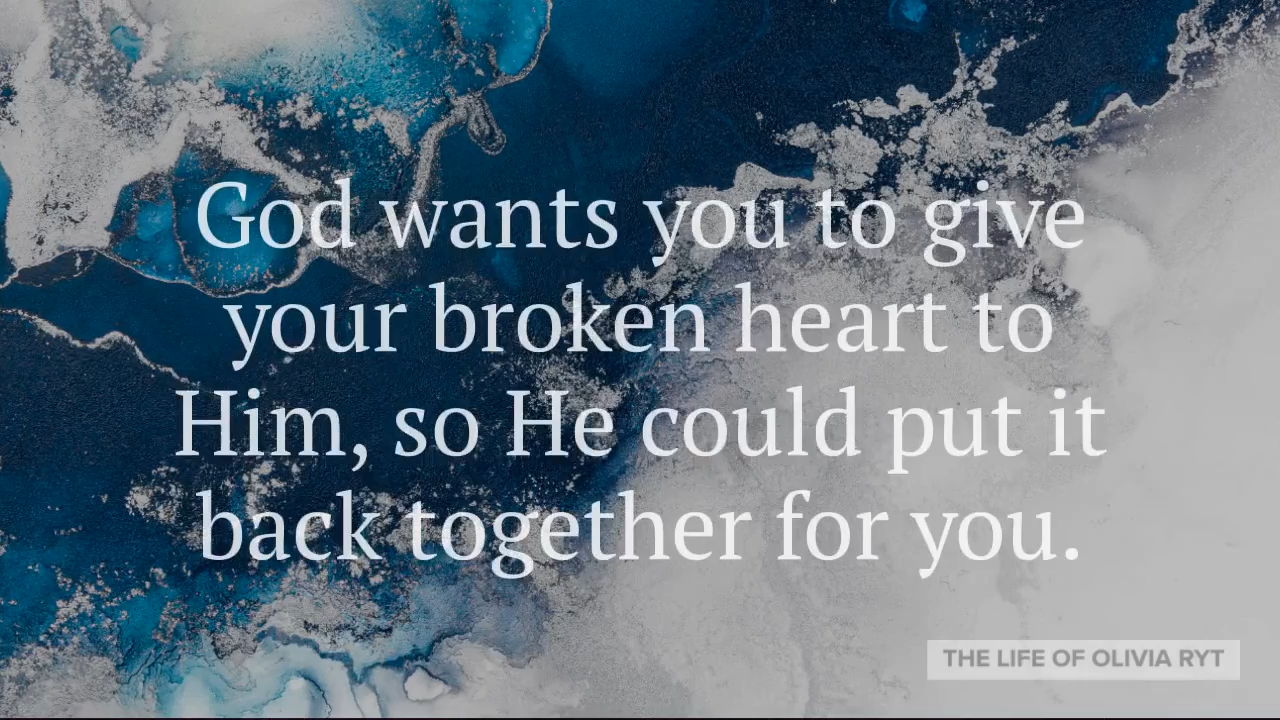 God wants you to give
your broken heart to
Him, so He could put it
back together for you.
THE LIFE OF OLIVIA RYT